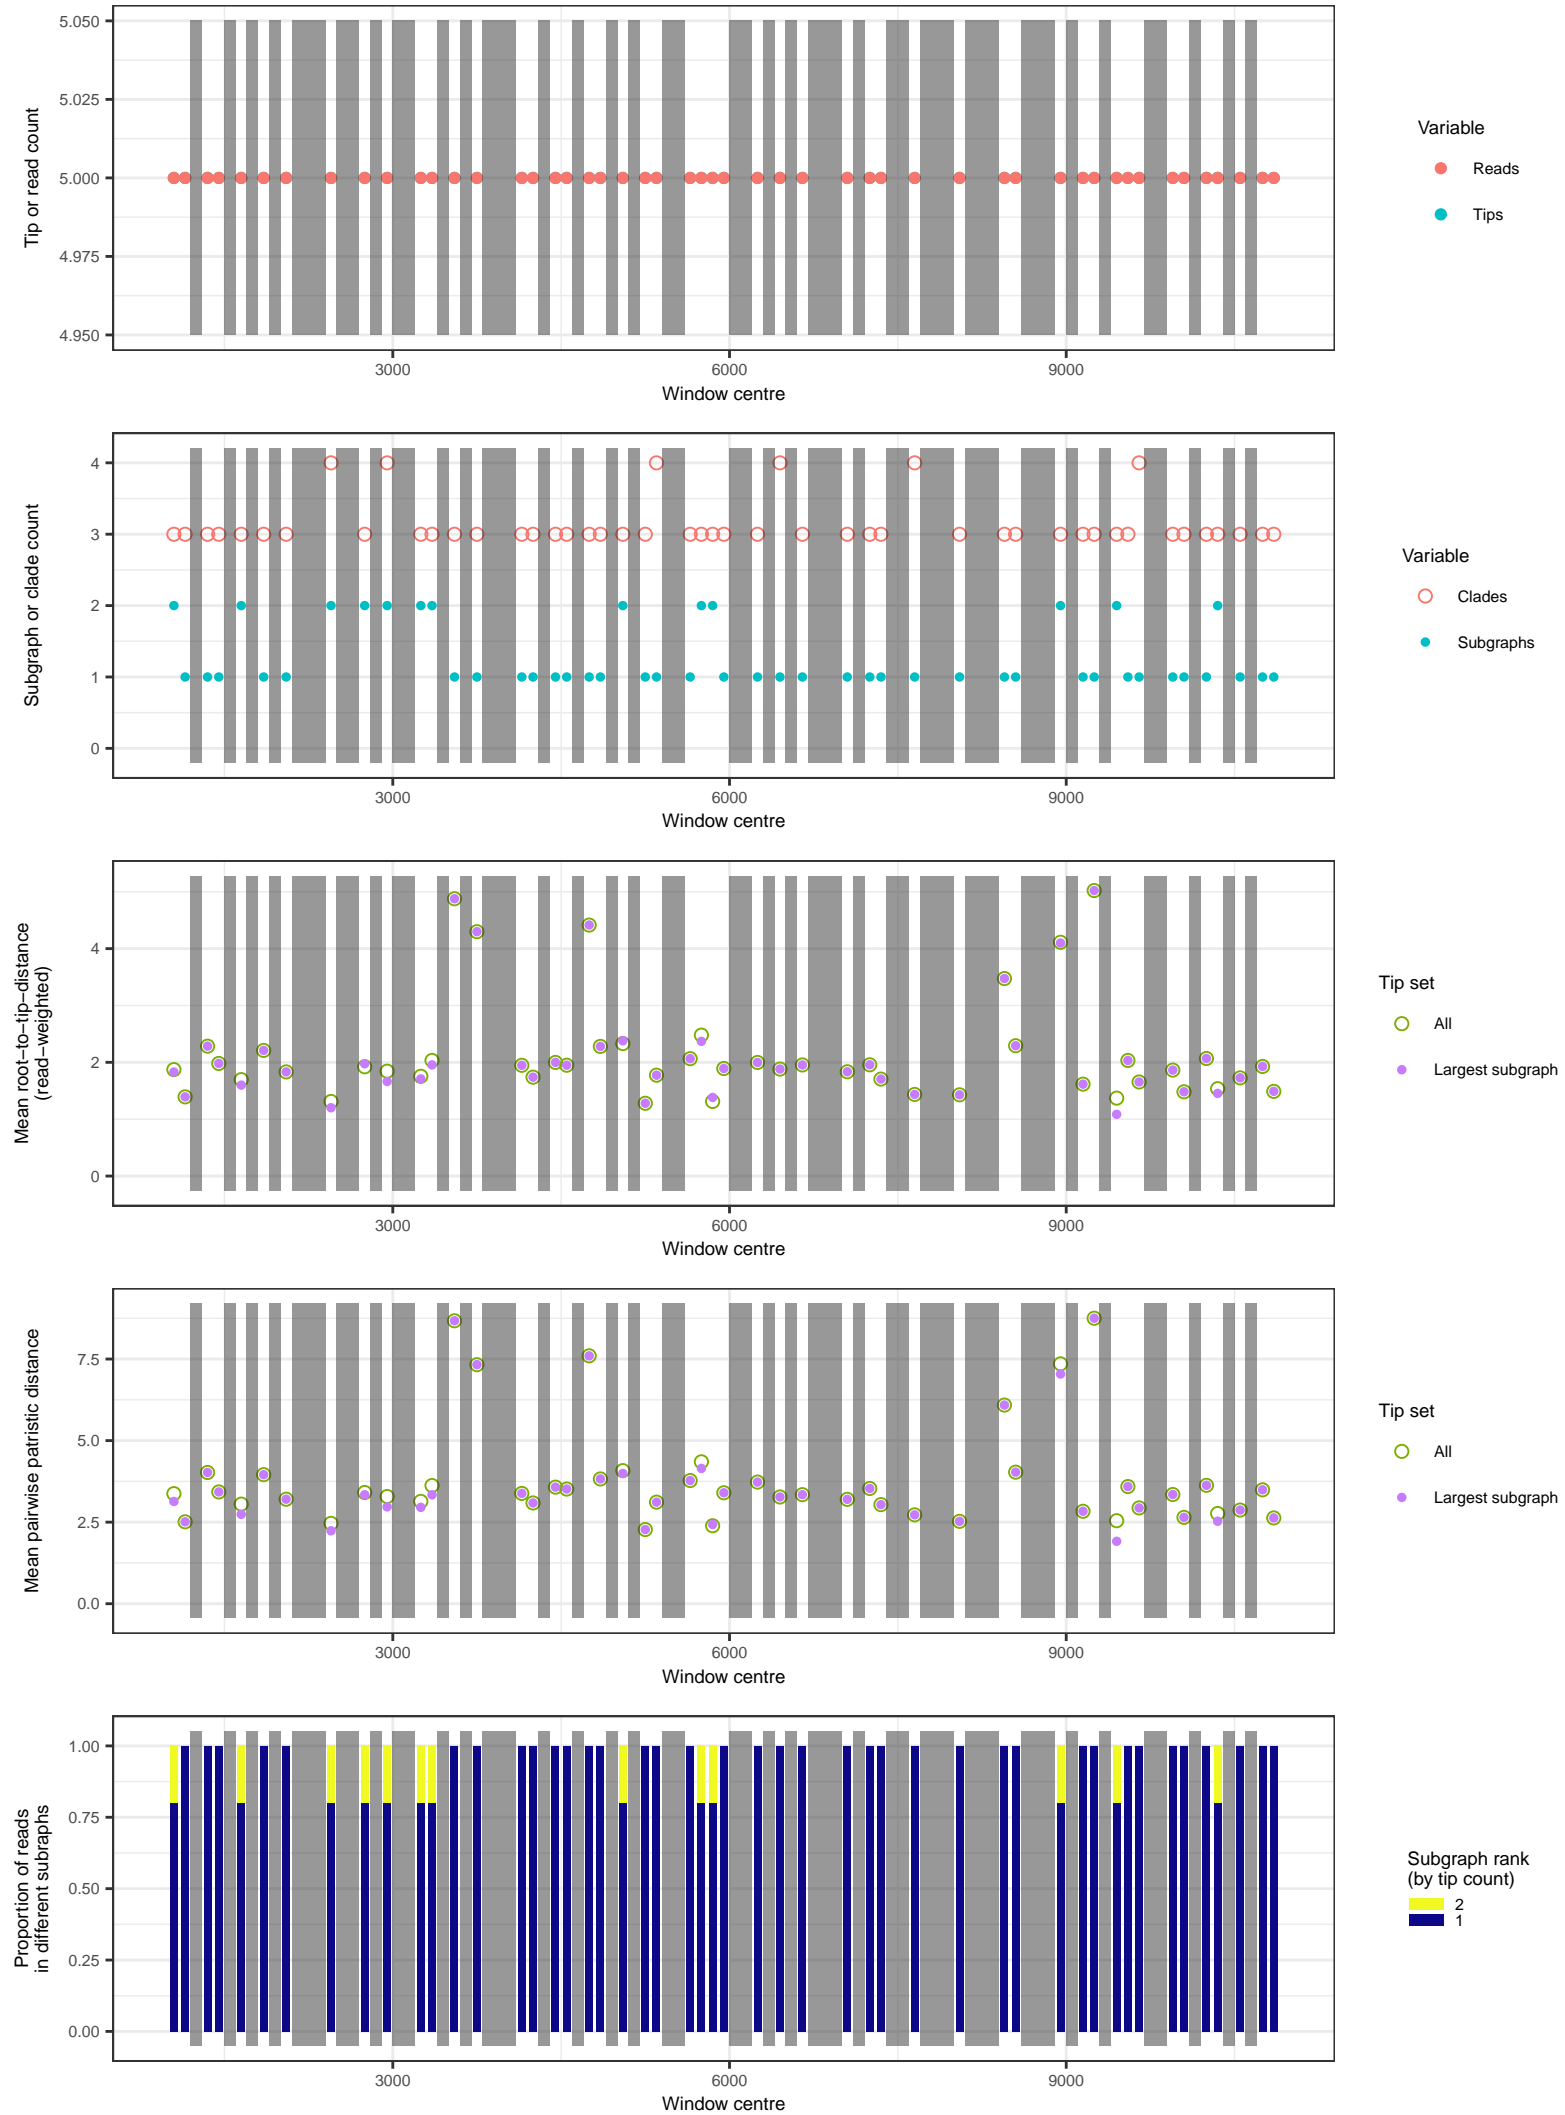 5.050
5.025
5.000
4.975
4.950
Tip or read count
3000
6000
9000
Window centre
Variable
Reads
Tips
4
3
2
1
0
Subgraph or clade count
3000
6000
9000
Window centre
Variable
Clades
Subgraphs
4
2
0
Mean root−to−tip−distance
(read−weighted)
3000
6000
9000
Window centre
Tip set
All
Largest subgraph
7.5
5.0
2.5
0.0
Mean pairwise patristic distance
3000
6000
9000
Window centre
Tip set
All
Largest subgraph
1.00
0.75
0.50
0.25
0.00
Proportion of reads
in different subraphs
3000
6000
9000
Window centre
Subgraph rank
(by tip count)
2
1